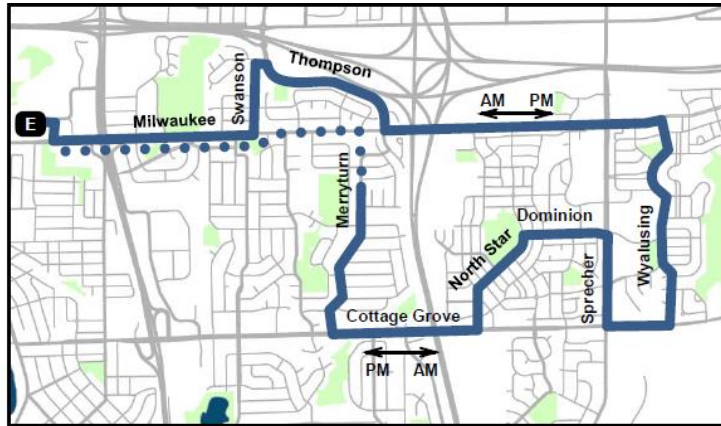 Thompson
Swanson
Milwaukee
E
AM PM
Merryturn
North Star
Dominion
Sprecher
Wyalusing
Cottage Grove
PM AM